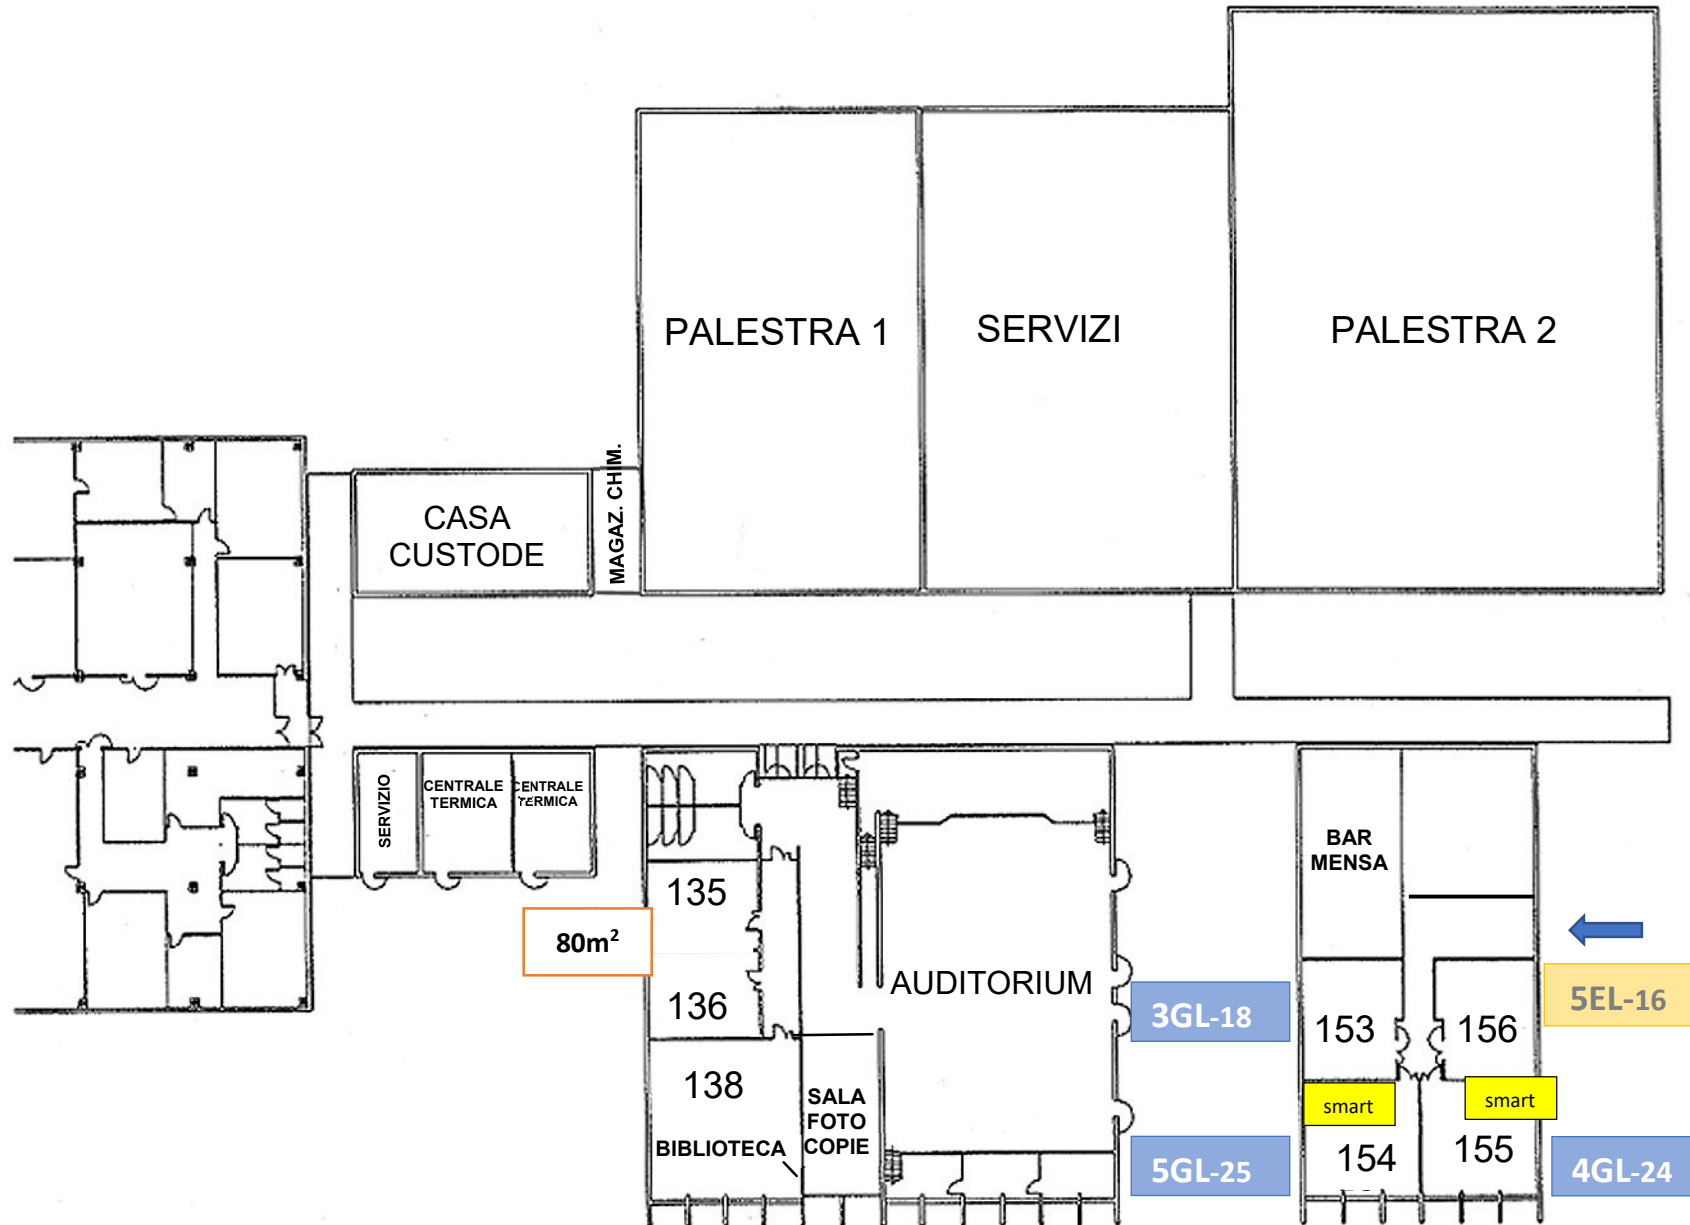 PALESTRA 1
SERVIZI
PALESTRA 2
CASA
CUSTODE
MAGAZ. CHIM.
SERVIZIO
CENTRALE
TERMICA
CENTRALE
TERMICA
BAR
MENSA
135
80m²
136
AUDITORIUM
3GL-18
153
156
5EL-16
138
SALA
FOTO
COPIE
BIBLIOTECA
smart
smart
154
155
5GL-25
4GL-24